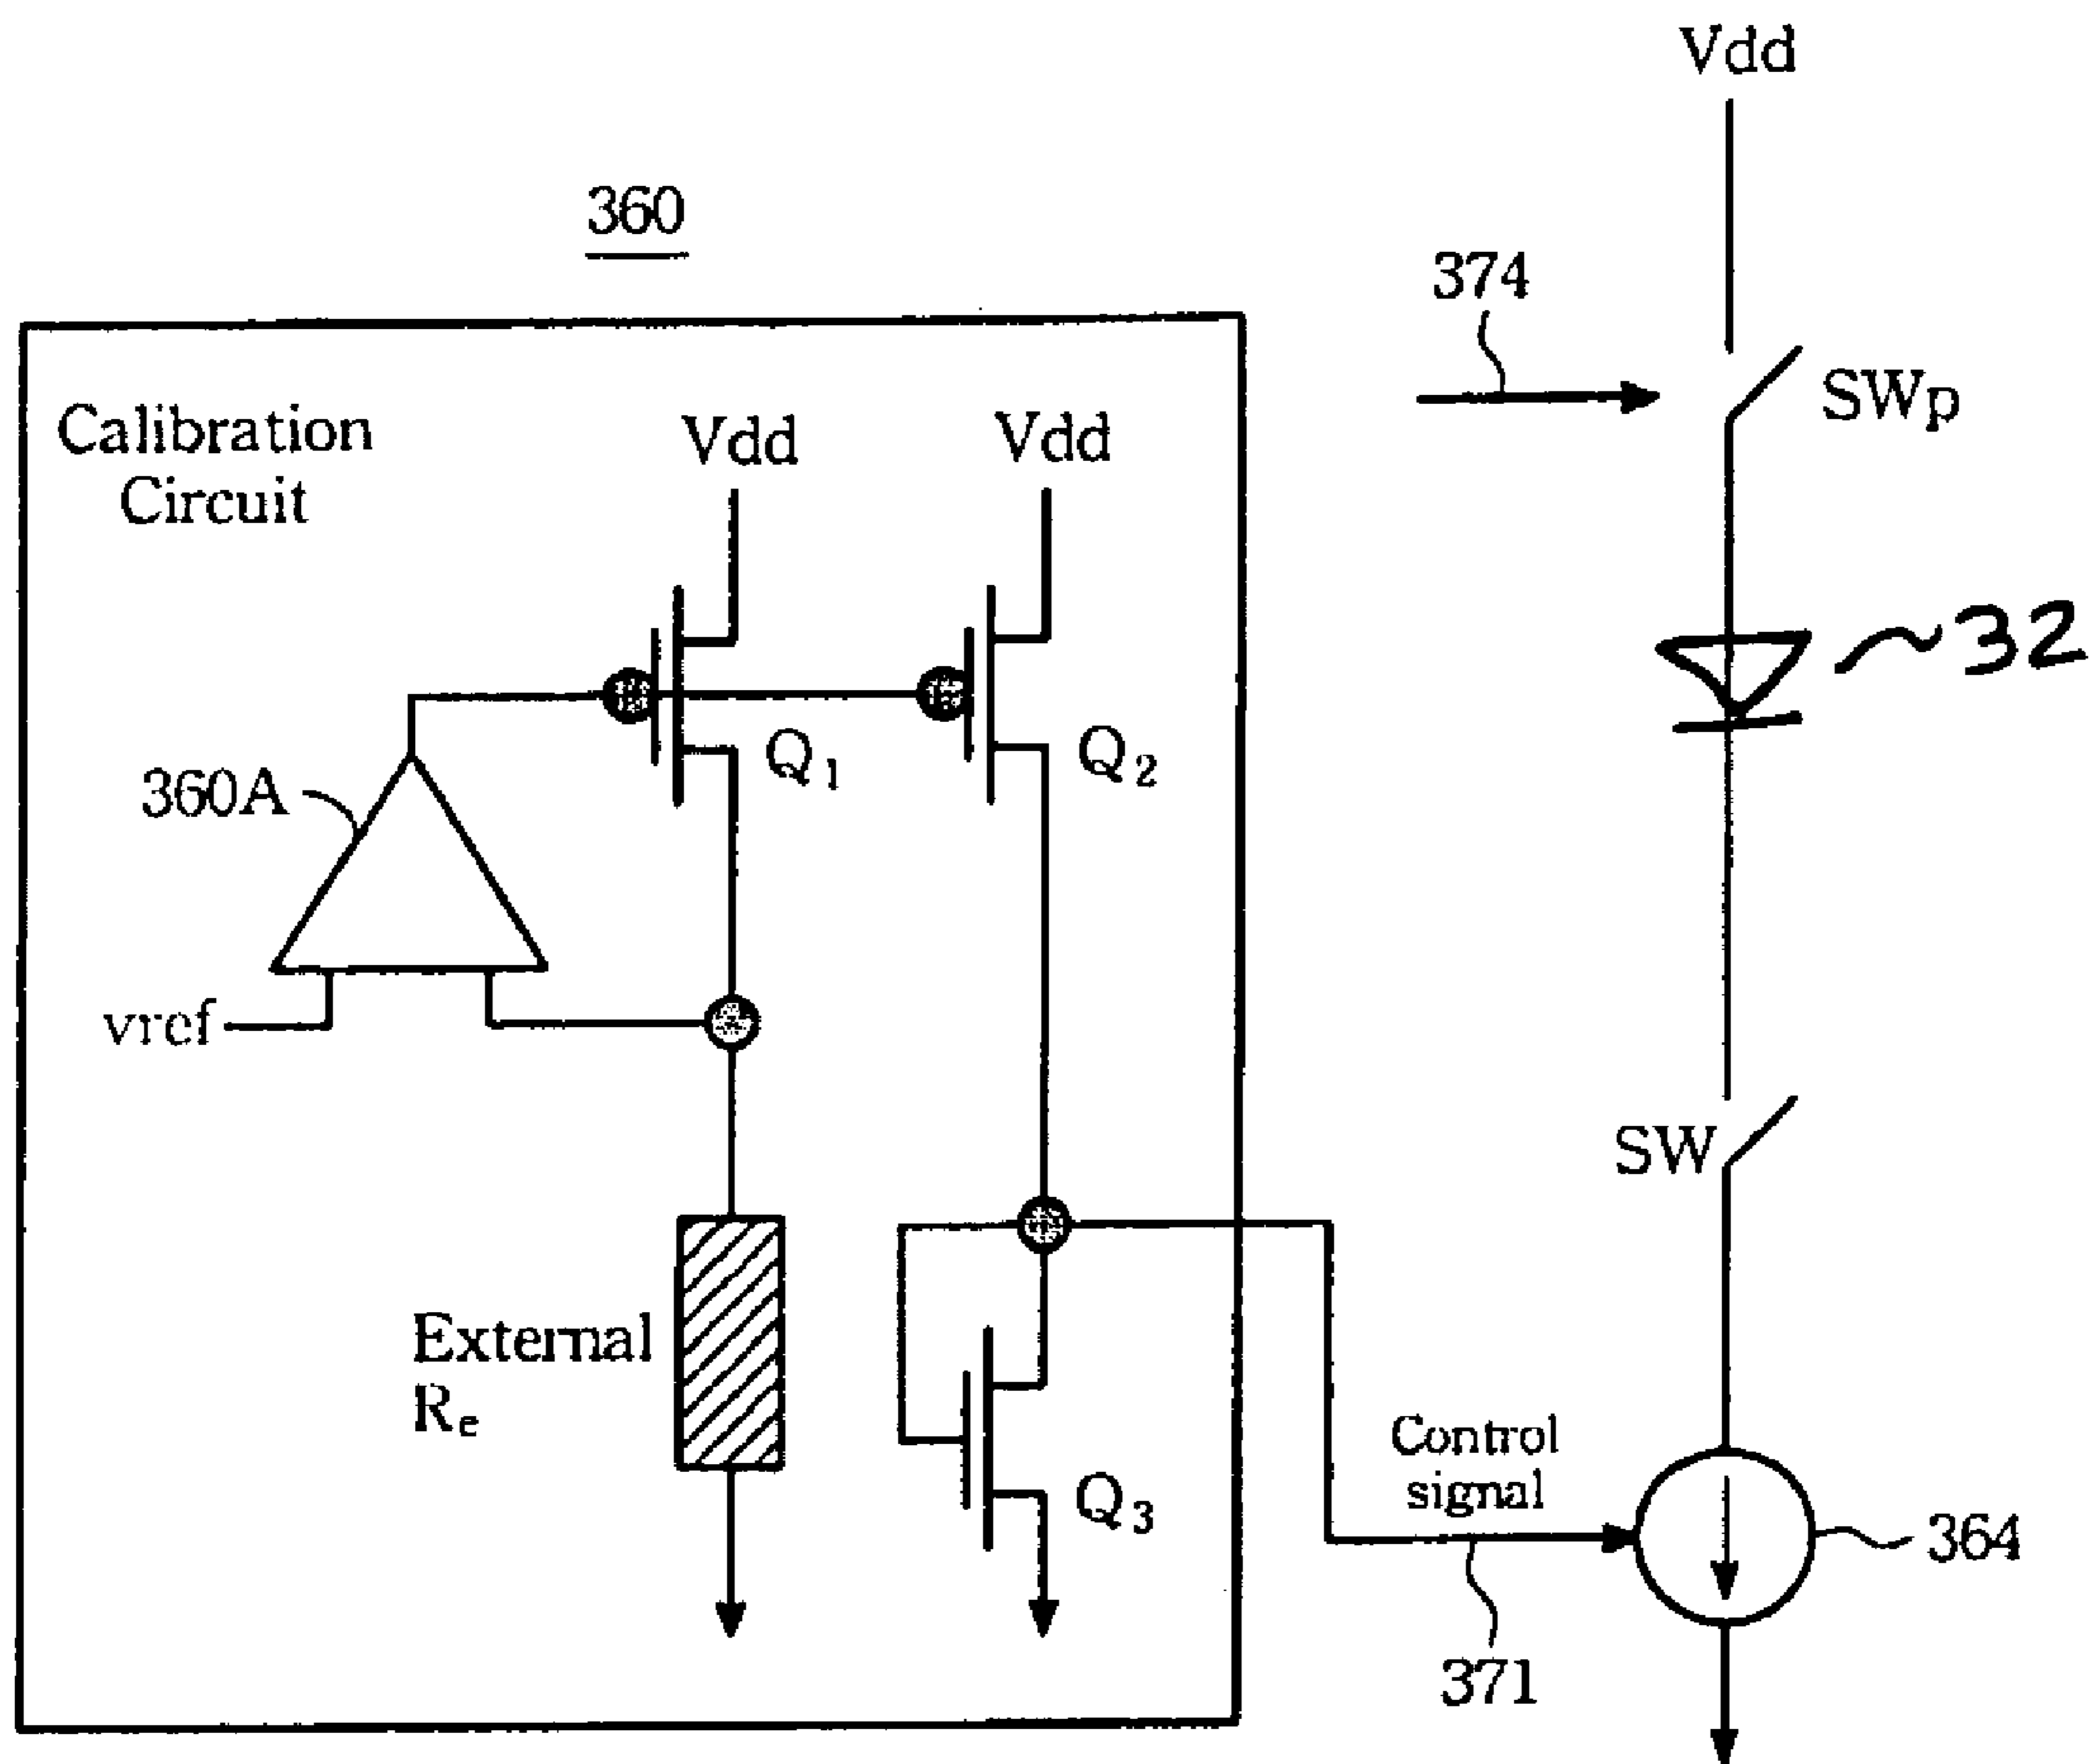 Vdd
360
374
SWp
Calibration
Circuit
Vdd
Vdd
32
Q1
Q2
360A
vref
SW
External
Re
Control
signal
Q3
364
371